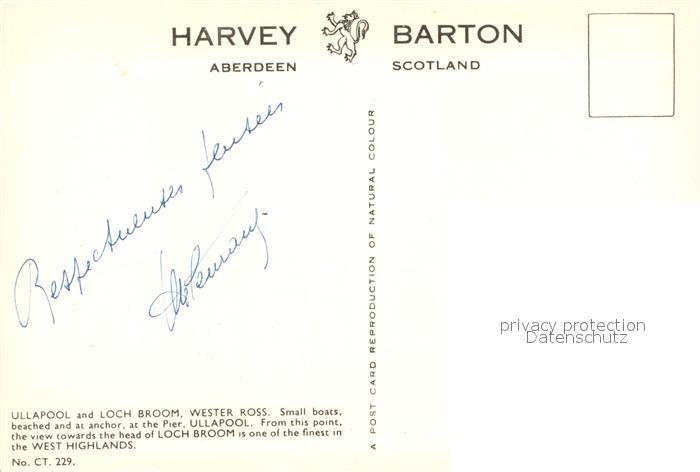 HARVEY BARTON
ABERDEEN SCOTLAND
Respectueuses pensées
A POST CARD REPRODUCTION OF NATURAL COLOUR
privacy protection
Datenschutz
ULLAPOOL and LOCH BROOM, WESTER ROSS. Small boats,
beached and at anchor, at the Pier, ULLAPOOL. From this point,
the view towards the head of LOCH BROOM is one of the finest in
the WEST HIGHLANDS.
No. CT. 229.